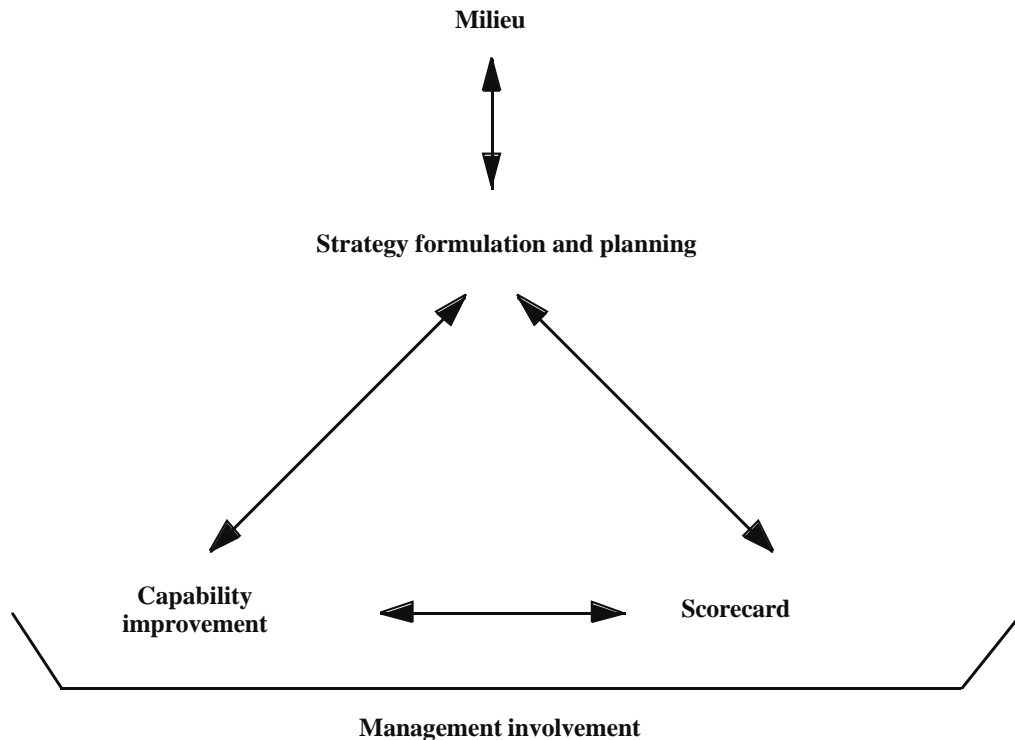 Milieu
Strategy formulation and planning
Capability
improvement
Scorecard
Management involvement